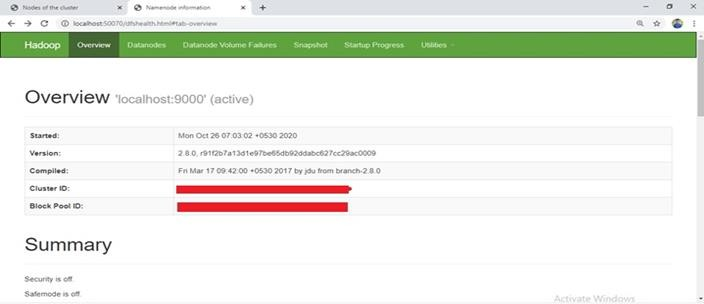 Nodes of the cluster
Namenode information
localhost:50070/dfshealth.html#tab-overview
Hadoop Overview Datanodes Datanode Volume Failures Snapshot Startup Progress Utilities
Overview 'localhost:9000' (active)
Started: Mon Oct 26 07:03:02 +0530 2020
Version: 2.8.0, r91f2b7a13d1e97be65db92ddabc627cc29ac0009
Compiled: Fri Mar 17 09:42:00 +0530 2017 by jdu from branch-2.8.0
Cluster ID:
Block Pool ID:
Summary
Security is off.
Safemode is off.
Activate Windows